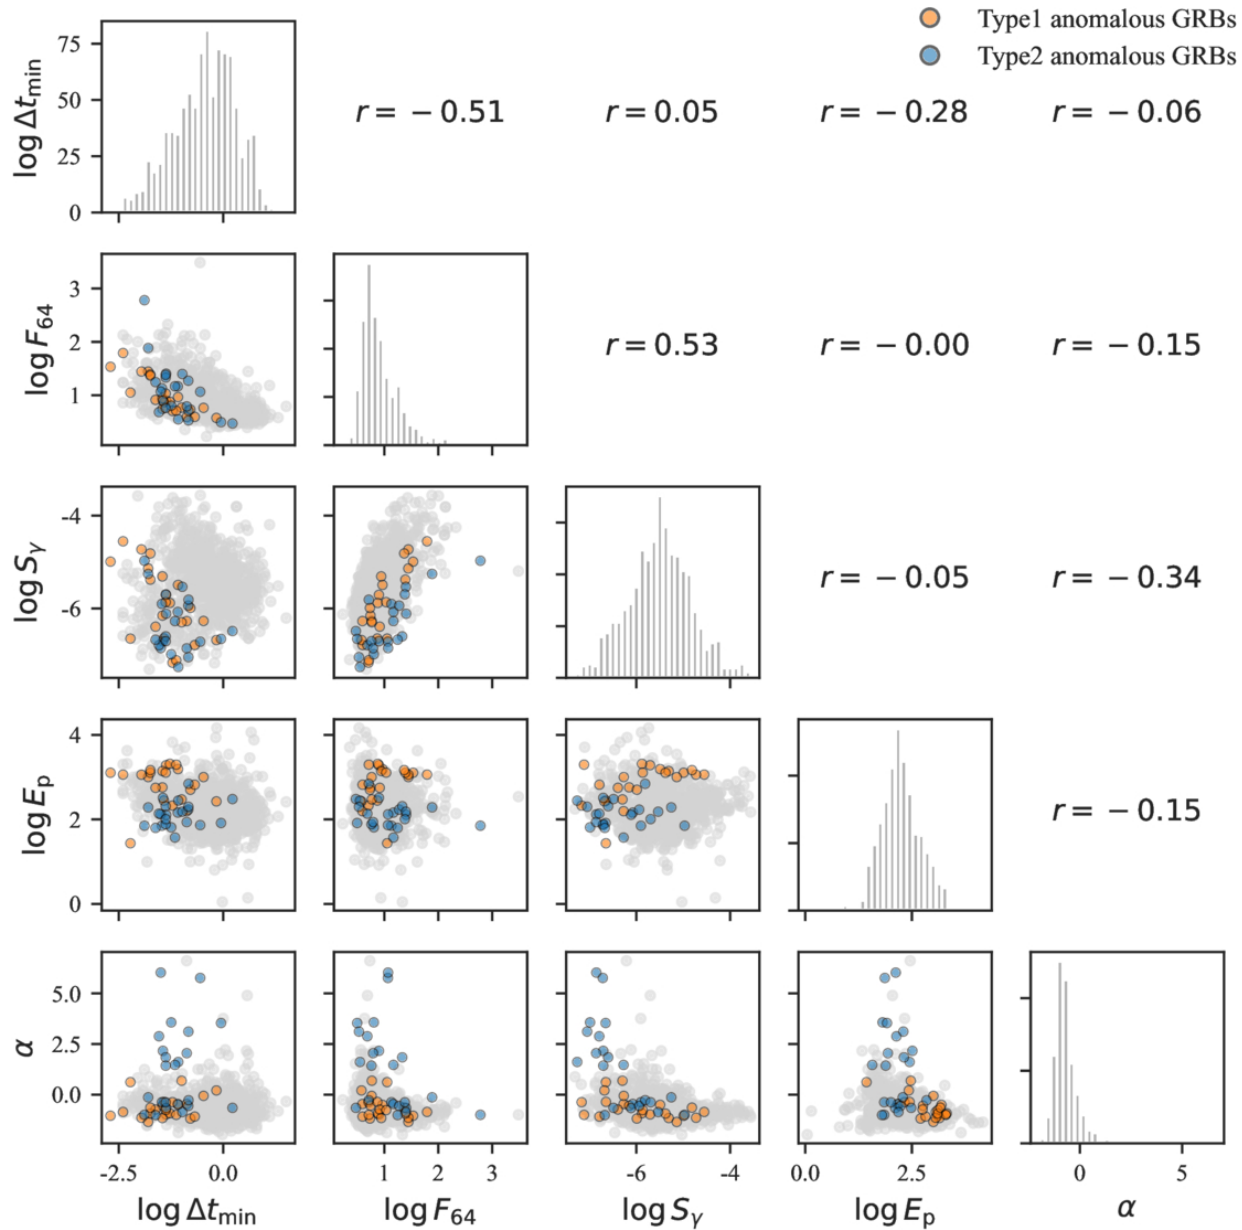 Type1 anomalous GRBs
Type2 anomalous GRBs
75
50
25
0
log Δt_min
r = −0.51
r = 0.05
r = −0.28
r = −0.06
3
2
1
log F_64
r = 0.53
r = −0.00
r = −0.15
-4
-6
log S_γ
r = −0.05
r = −0.34
4
2
0
log E_p
r = −0.15
5.0
2.5
0.0
α
-2.5 0.0
1 2 3
-6 -4
0.0 2.5
0 5
log Δt_min
log F_64
log S_γ
log E_p
α